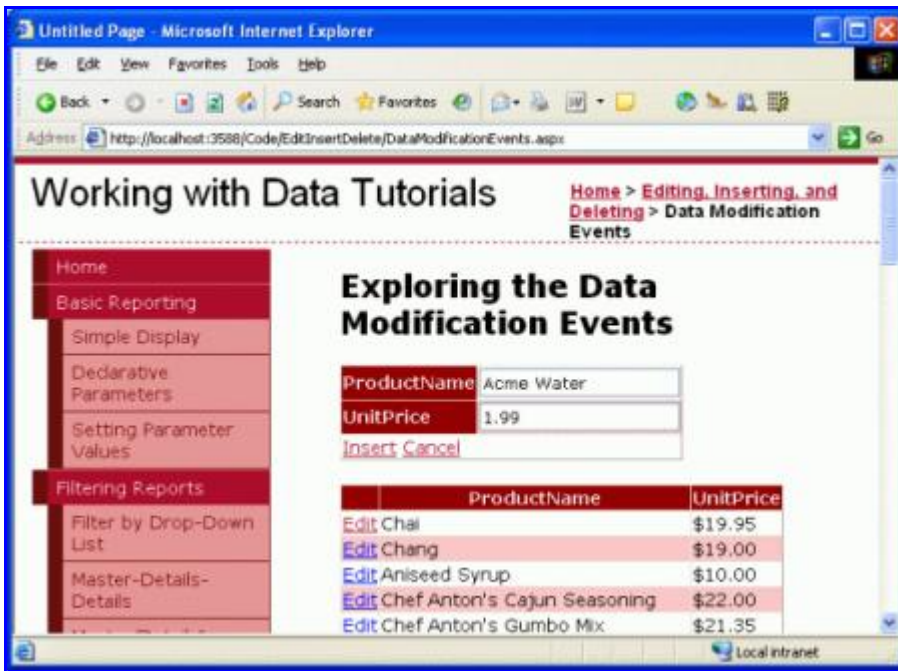 Untitled Page - Microsoft Internet Explorer
File Edit View Favorites Tools Help
Back Search Favorites
Address http://localhost:3588/Code/EditInsertDelete/DataModificationEvents.aspx Go
Working with Data Tutorials
Home > Editing, Inserting, and
Deleting > Data Modification
Events
Home
Basic Reporting
Simple Display
Declarative
Parameters
Setting Parameter
Values
Filtering Reports
Filter by Drop-Down
List
Master-Details-
Details
Exploring the Data
Modification Events
ProductName Acme Water
UnitPrice 1.99
Insert Cancel
ProductName UnitPrice
Edit Chai $19.95
Edit Chang $19.00
Edit Aniseed Syrup $10.00
Edit Chef Anton's Cajun Seasoning $22.00
Edit Chef Anton's Gumbo Mix $21.35
Local intranet